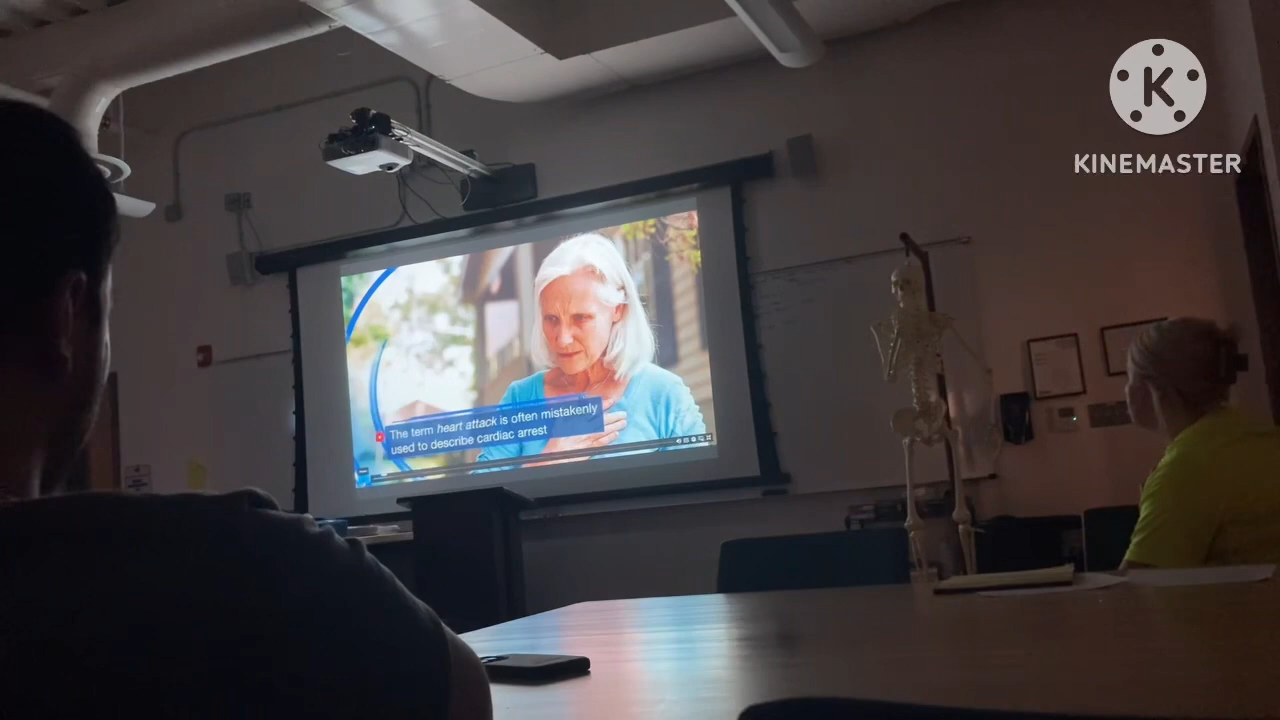 K
KINEMASTER
The term heart attack is often mistakenly
used to describe cardiac arrest